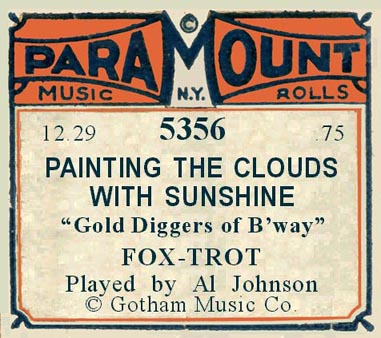 ©
PARAMOUNT
MUSIC N.Y. ROLLS
12.29 5356 .75
PAINTING THE CLOUDS
WITH SUNSHINE
“Gold Diggers of B’way”
FOX-TROT
Played by Al Johnson
© Gotham Music Co.